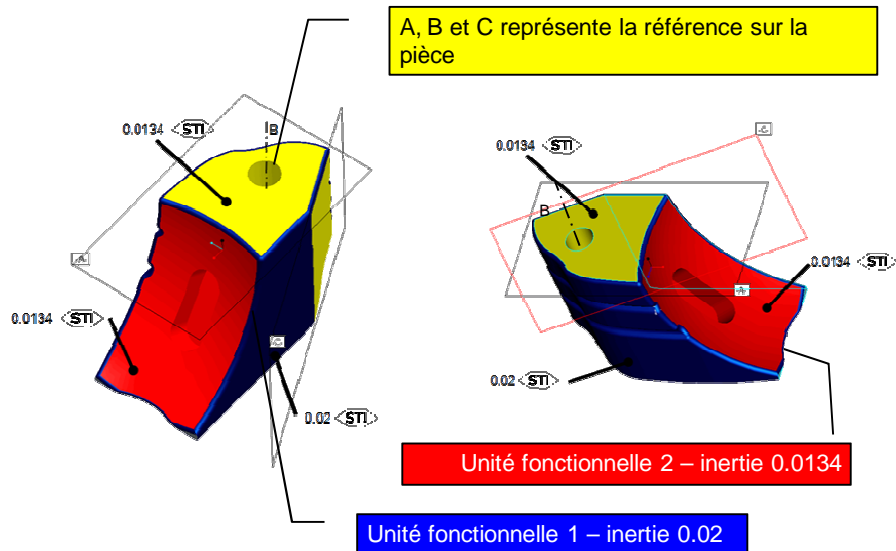 A, B et C représente la référence sur la
pièce
0.0134 STI
B
A
0.0134 STI
C
0.02 STI
C
0.0134 STI
B
0.0134 STI
A
0.02 STI
Unité fonctionnelle 2 – inertie 0.0134
Unité fonctionnelle 1 – inertie 0.02